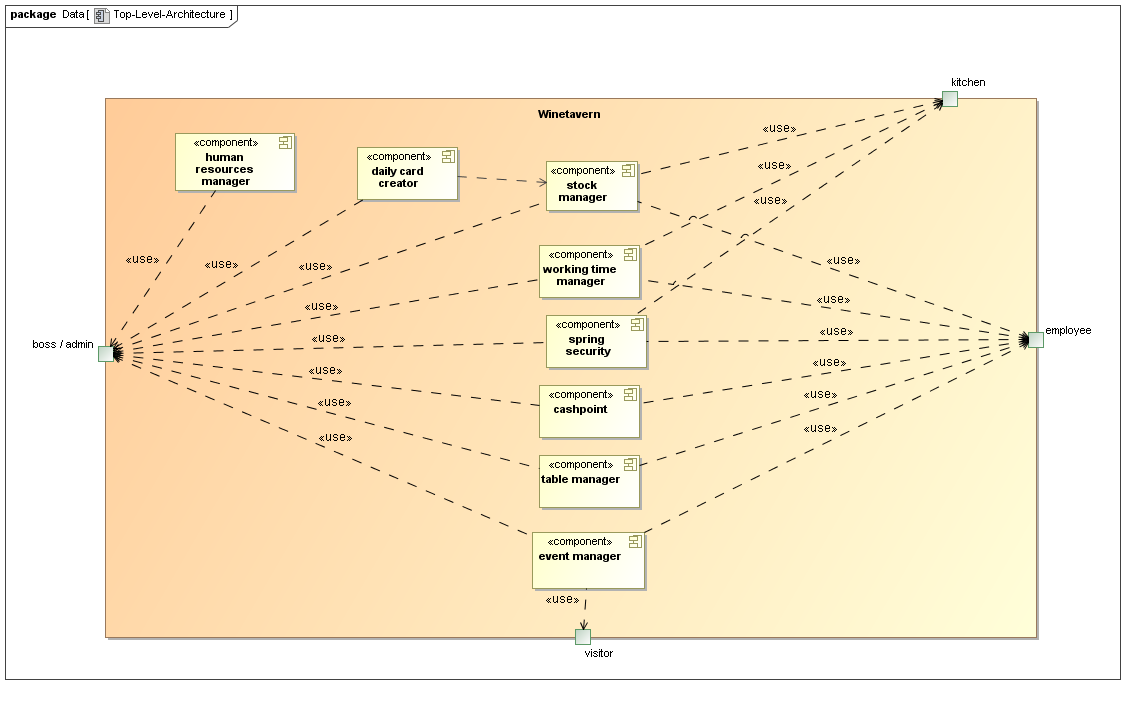 package Data [ Top-Level-Architecture ]
kitchen
Winetavern
«component»
human
resources
manager
«component»
daily card
creator
«component»
stock
manager
«use»
«use»
«use»
«component»
working time
manager
«use»
«use»
«use»
«use»
«use»
«use»
«component»
spring
security
«use»
«use»
boss / admin
employee
«use»
«use»
«component»
cashpoint
«use»
«use»
«use»
«use»
«component»
table manager
«component»
event manager
«use»
visitor